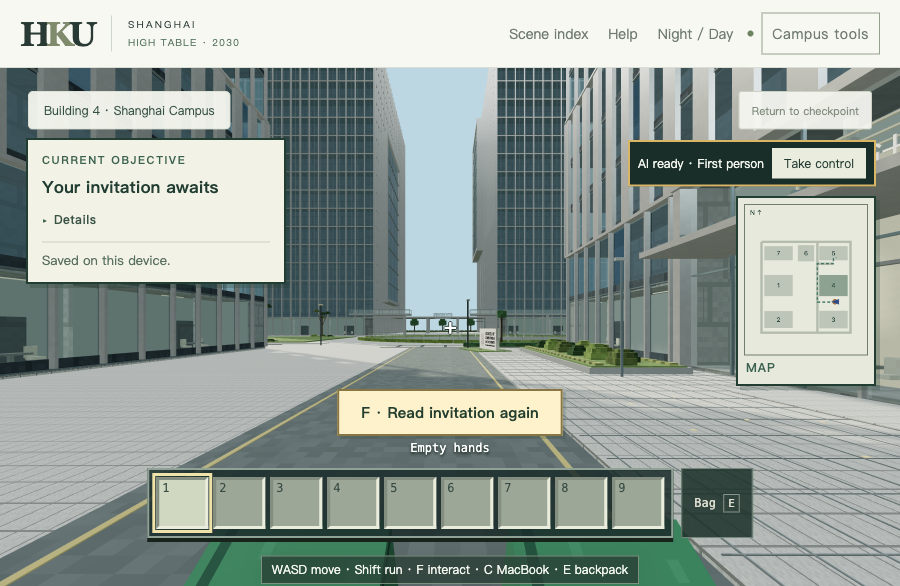 HKU
SHANGHAI
HIGH TABLE · 2030
Scene index
Help
Night / Day
Campus tools
Building 4 · Shanghai Campus
Return to checkpoint
CURRENT OBJECTIVE
Your invitation awaits
▸ Details
Saved on this device.
AI ready · First person
Take control
N ↑
7
6
5
1
4
2
3
MAP
F · Read invitation again
Empty hands
1
2
3
4
5
6
7
8
9
Bag E
WASD move · Shift run · F interact · C MacBook · E backpack